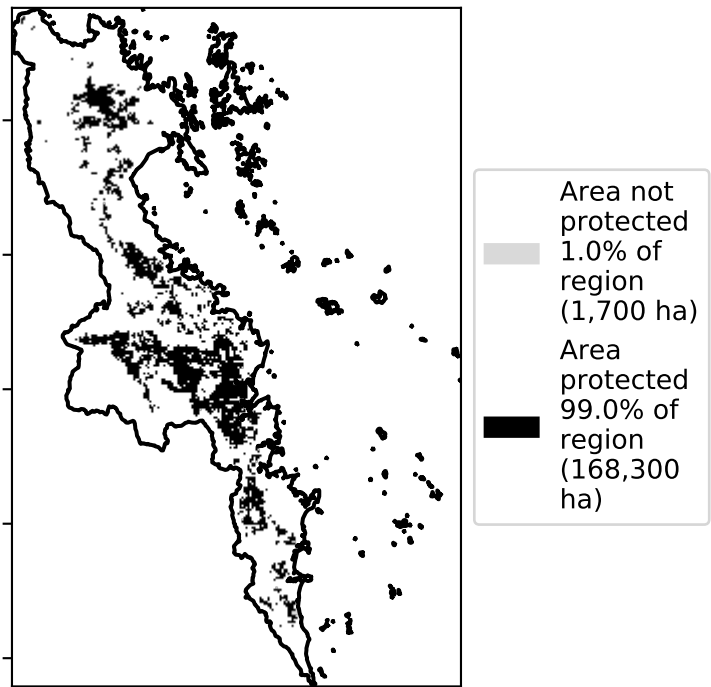 Area not
protected
1.0% of
region
(1,700 ha)
Area
protected
99.0% of
region
(168,300
ha)